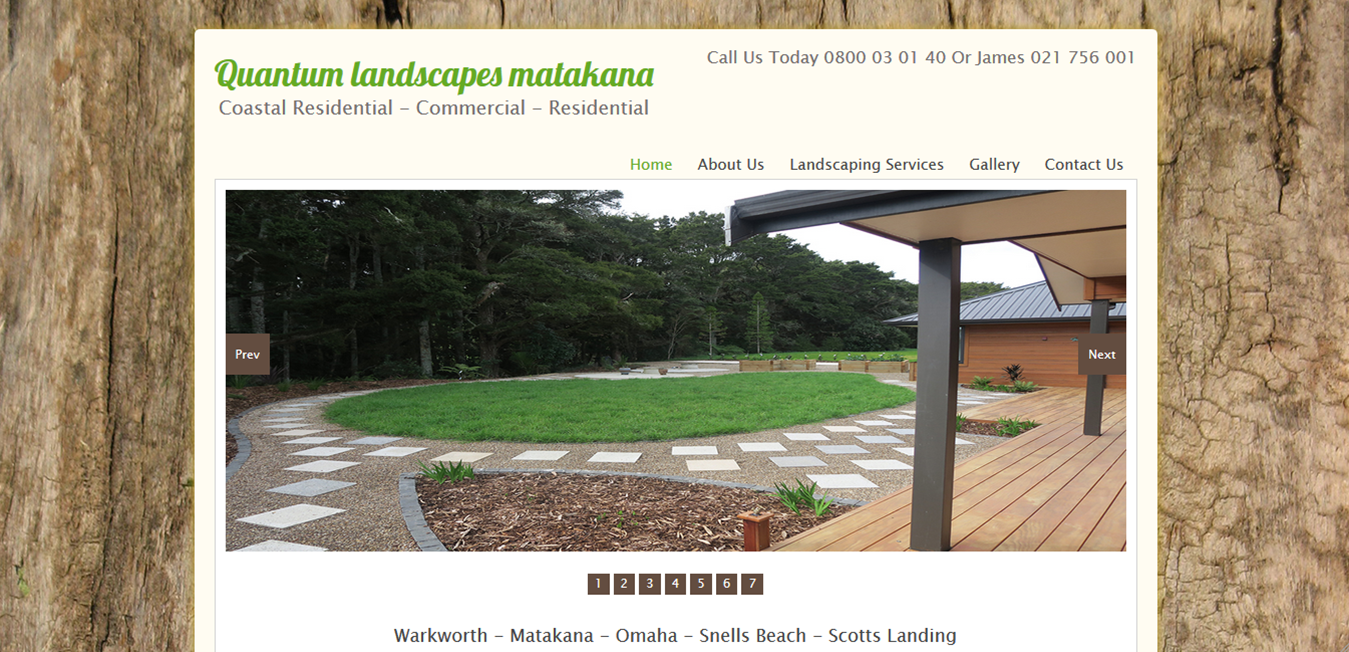 Quantum landscapes matakana
Call Us Today 0800 03 01 40 Or James 021 756 001
Coastal Residential – Commercial – Residential
Home About Us Landscaping Services Gallery Contact Us
Prev
Next
1 2 3 4 5 6 7
Warkworth – Matakana – Omaha – Snells Beach – Scotts Landing